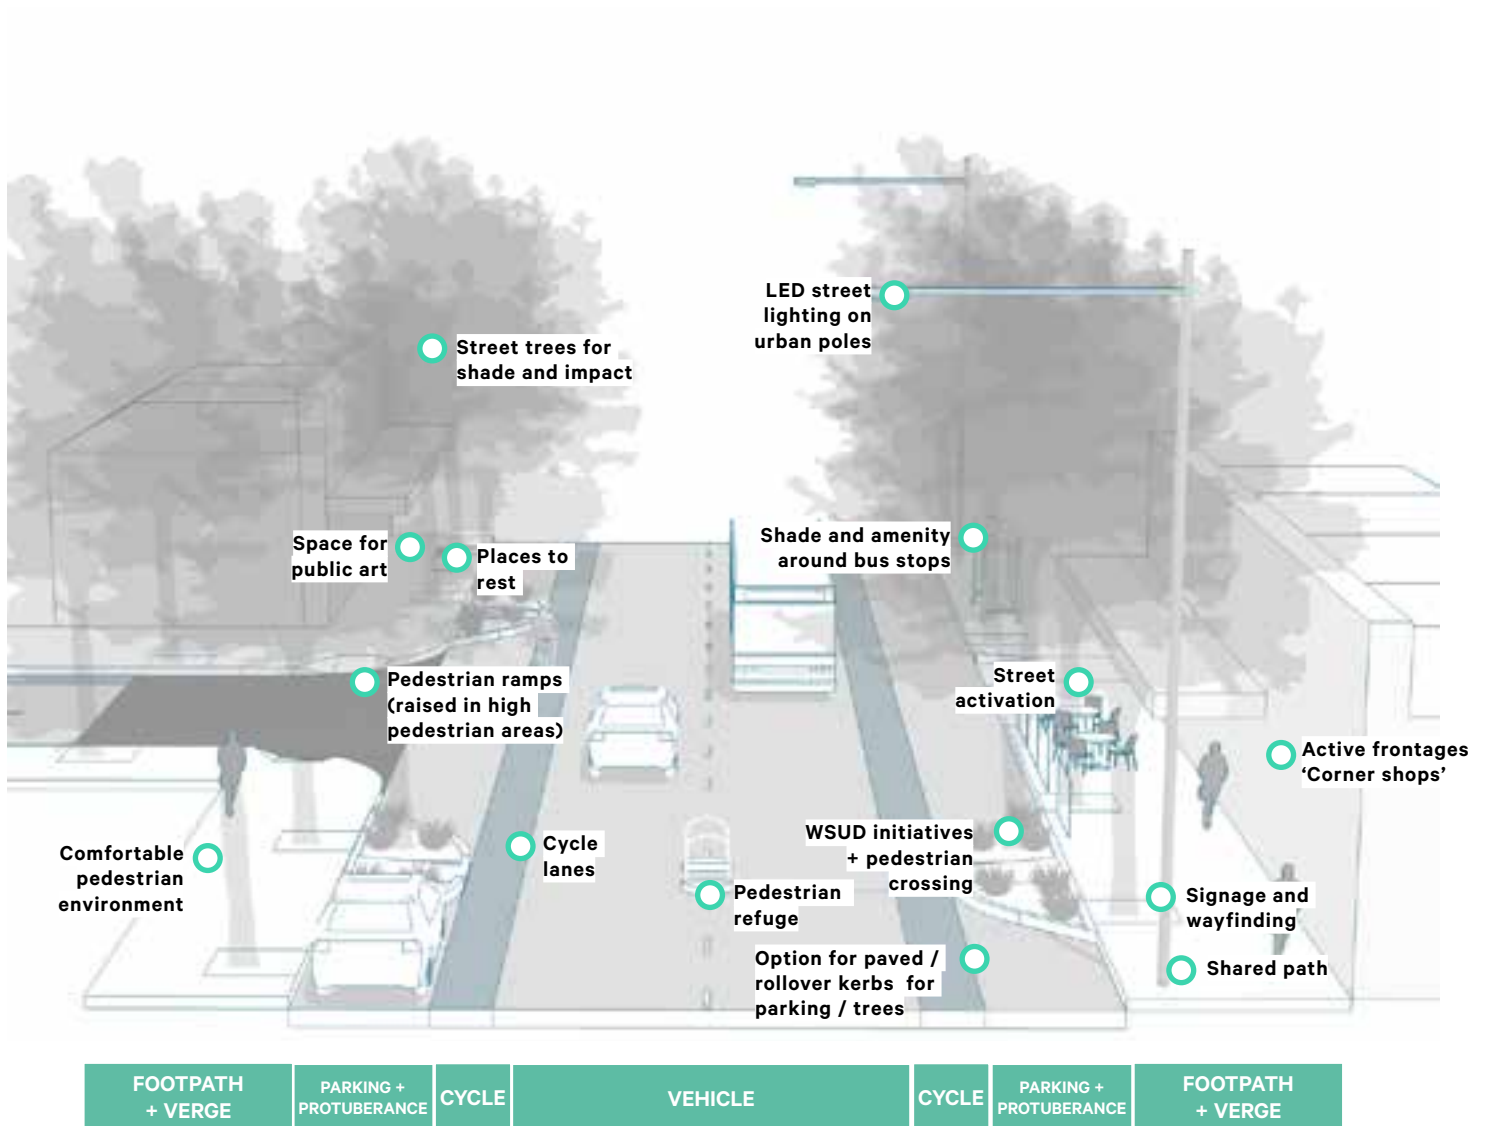 LED street
lighting on
urban poles
Street trees for
shade and impact
Space for
public art
Places to
rest
Shade and amenity
around bus stops
Pedestrian ramps
(raised in high
pedestrian areas)
Street
activation
Active frontages
‘Corner shops’
Comfortable
pedestrian
environment
Cycle
lanes
WSUD initiatives
+ pedestrian
crossing
Pedestrian
refuge
Signage and
wayfinding
Option for paved /
rollover kerbs for
parking / trees
Shared path
FOOTPATH
+ VERGE
PARKING +
PROTUBERANCE
CYCLE
VEHICLE
CYCLE
PARKING +
PROTUBERANCE
FOOTPATH
+ VERGE